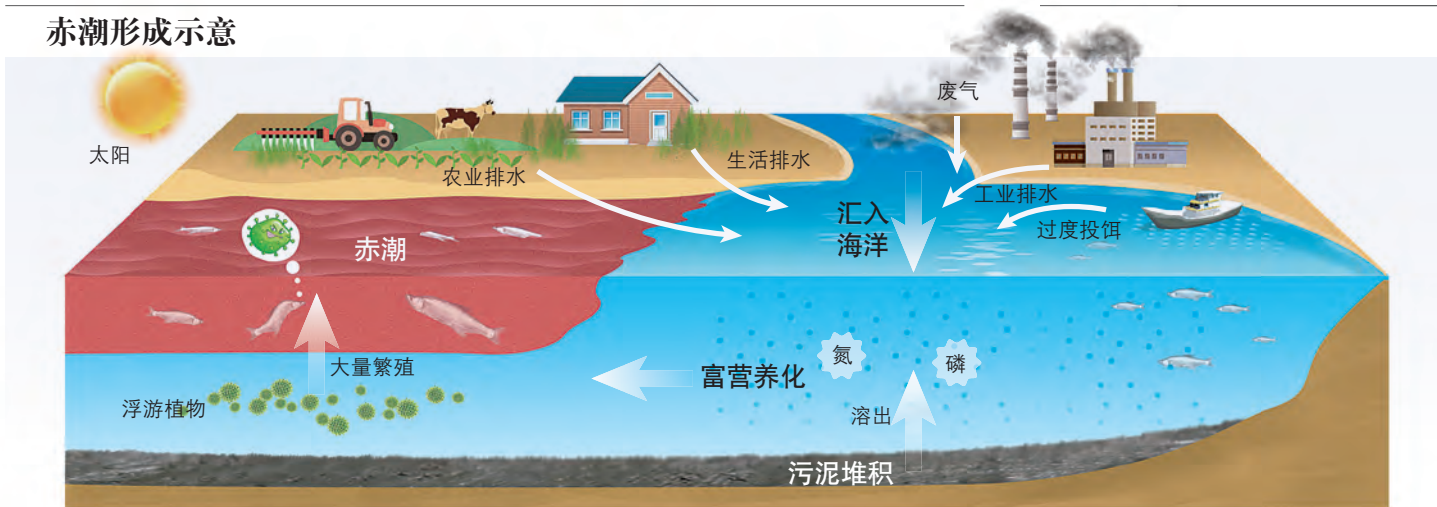 赤潮形成示意
太阳
农业排水
生活排水
废气
工业排水
过度投饵
汇入
海洋
赤潮
大量繁殖
浮游植物
富营养化
氮
磷
溶出
污泥堆积